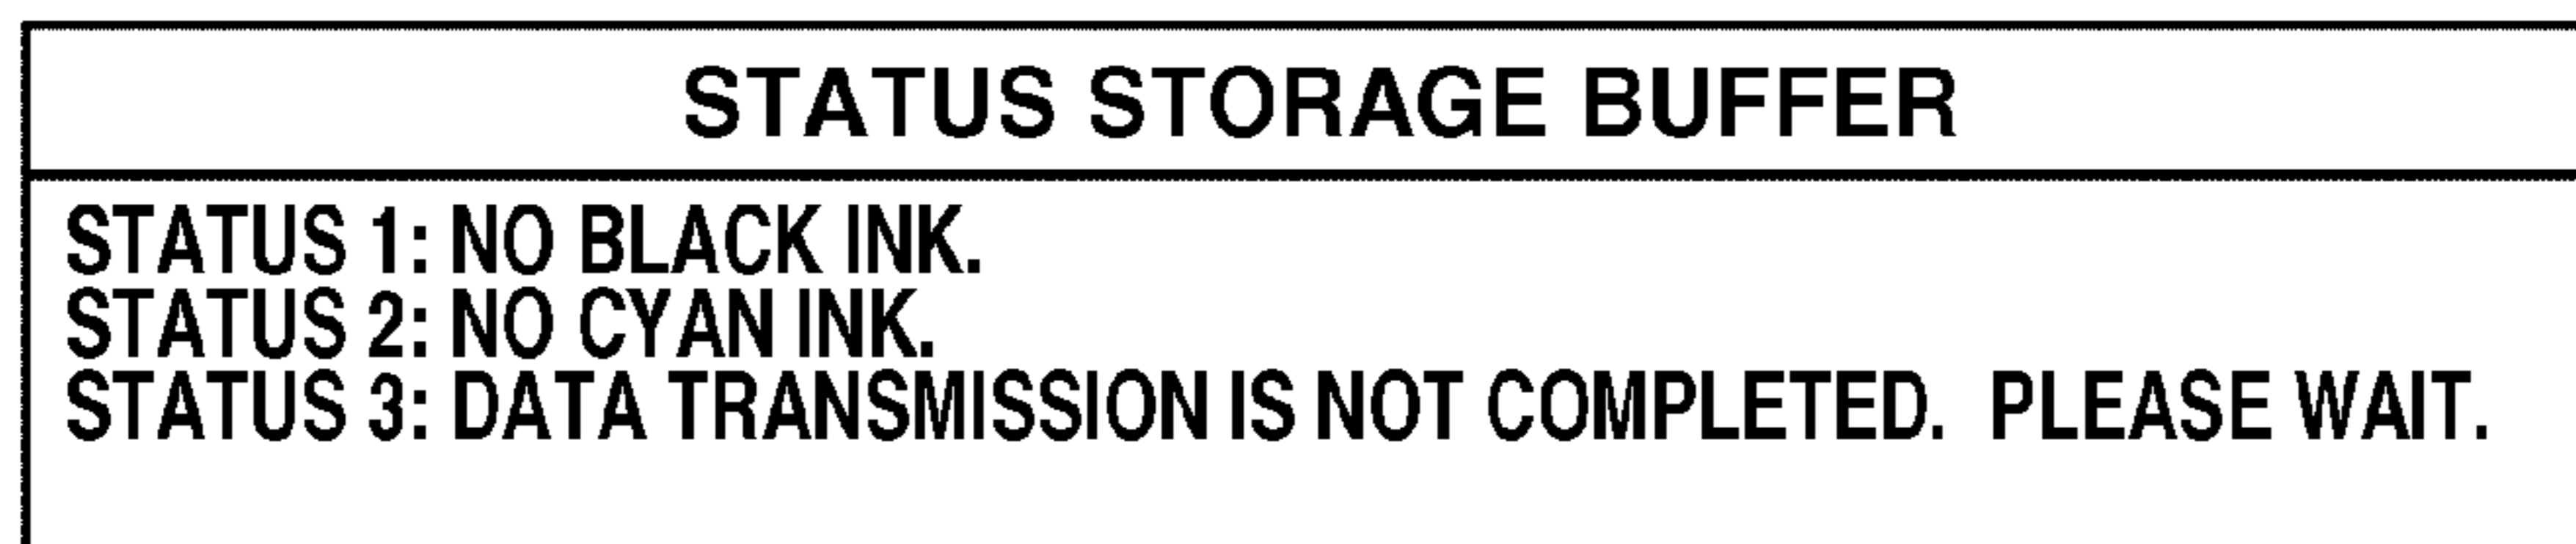 STATUS STORAGE BUFFER
STATUS 1: NO BLACK INK.
STATUS 2: NO CYAN INK.
STATUS 3: DATA TRANSMISSION IS NOT COMPLETED.  PLEASE WAIT.